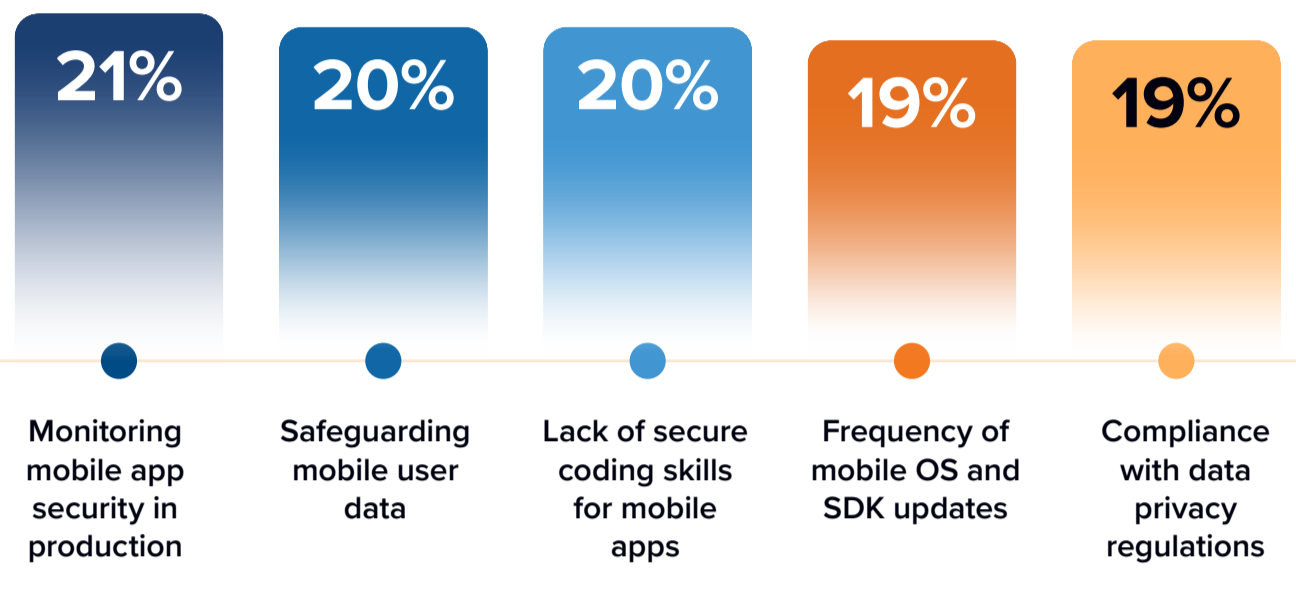 21%
20%
20%
19%
19%
Monitoring
mobile app
security in
production
Safeguarding
mobile user
data
Lack of secure
coding skills
for mobile
apps
Frequency of
mobile OS and
SDK updates
Compliance
with data
privacy
regulations